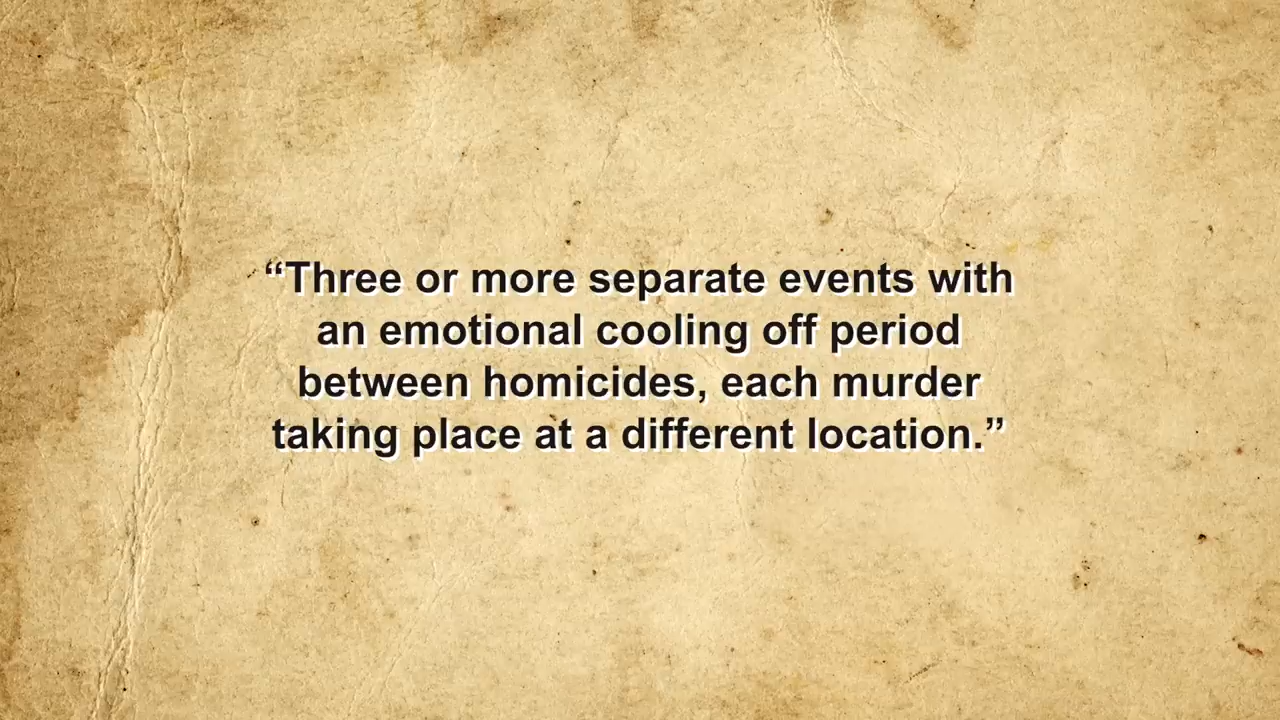 “Three or more separate events with
an emotional cooling off period
between homicides, each murder
taking place at a different location.”